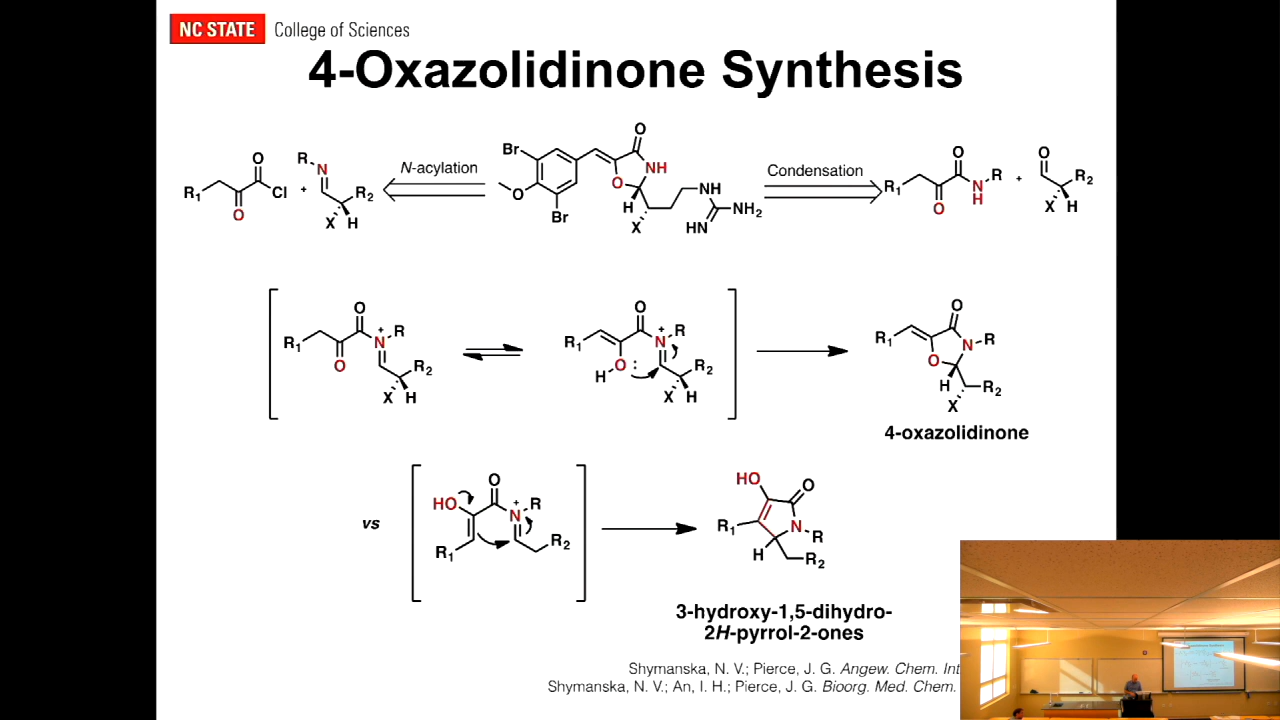 NC STATE College of Sciences
4-Oxazolidinone Synthesis
R1 O O Cl + R N R2 X H
N-acylation
Br O Br O O NH H X NH NH2 HN
Condensation
R1 O O N H R + O R2 X H
R1 O O N + R R2 X H
R1 H O : O N + R R2 X H
R1 O O N R H R2 X
4-oxazolidinone
vs
HO O N + R R1 R2
HO O R1 N R H R2
3-hydroxy-1,5-dihydro-
2H-pyrrol-2-ones
Shymanska, N. V.; Pierce, J. G. Angew. Chem. Int
Shymanska, N. V.; An, I. H.; Pierce, J. G. Bioorg. Med. Chem.